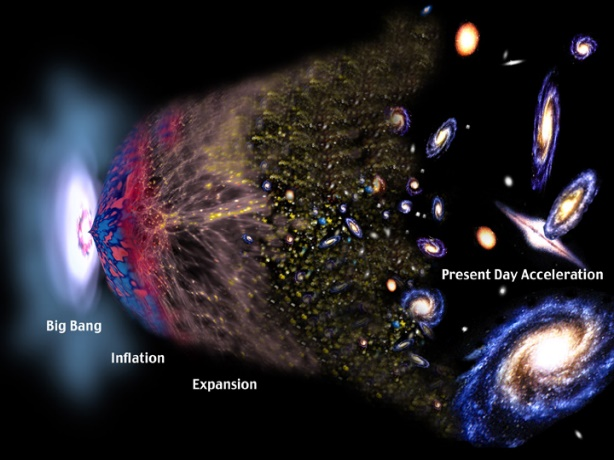 Present Day Acceleration
Big Bang
Inflation
Expansion